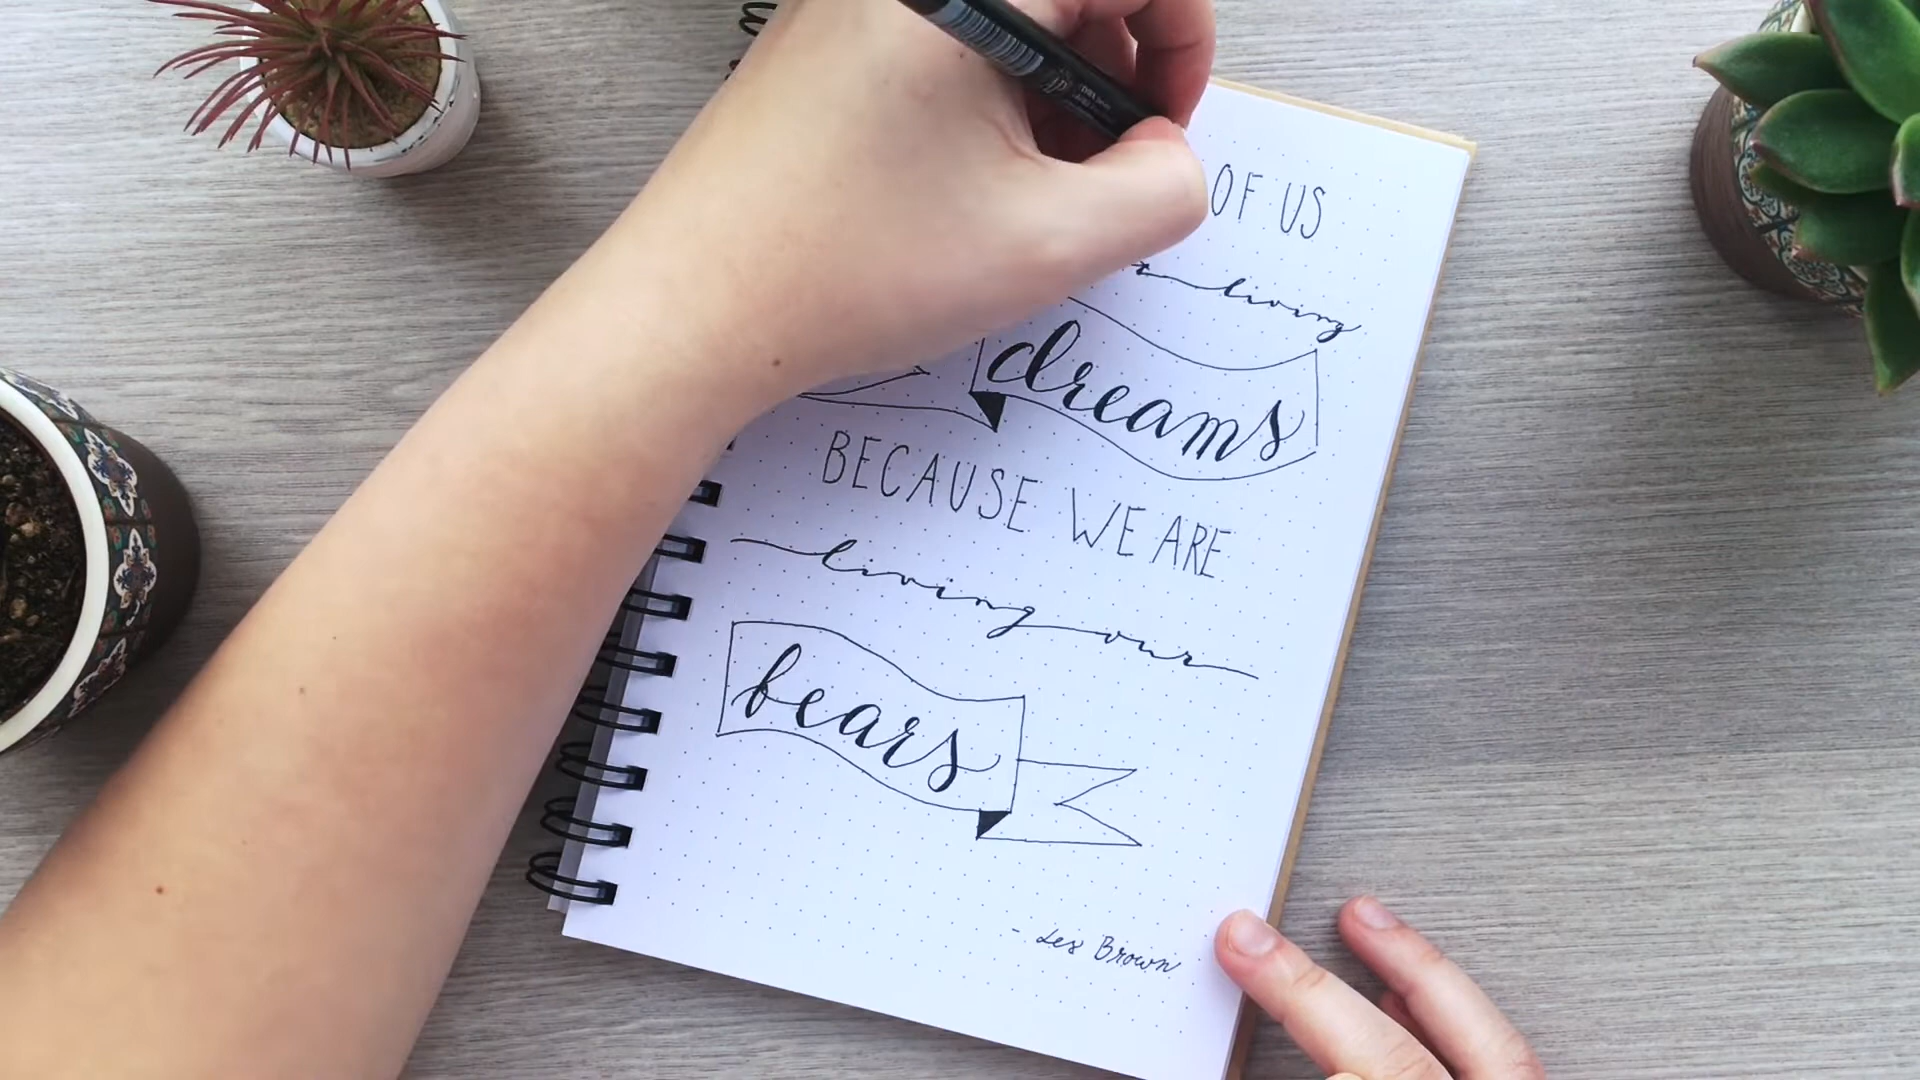 OF US
living
dreams
BECAUSE WE ARE
living our
fears
- Les Brown